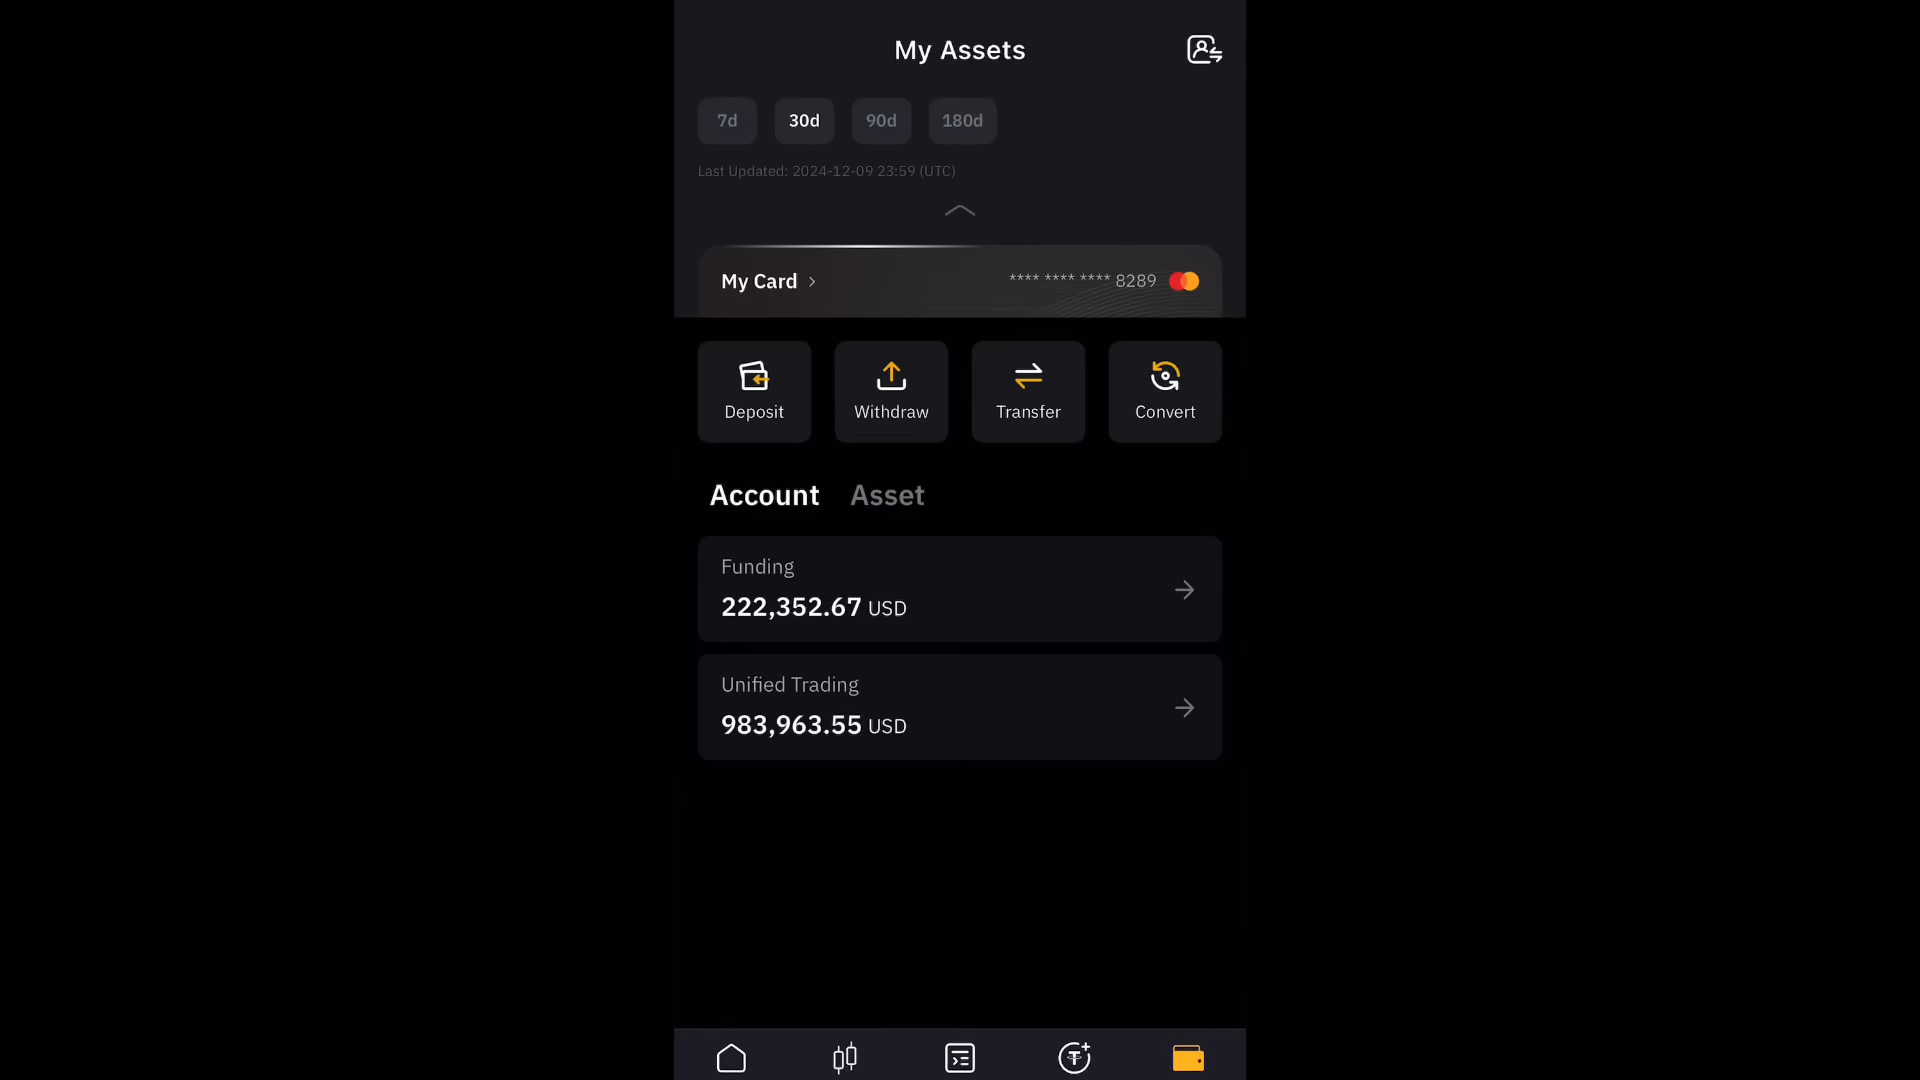 My Assets
7d 30d 90d 180d
Last Updated: 2024-12-09 23:59 (UTC)
My Card > **** **** **** 8289
Deposit Withdraw Transfer Convert
Account Asset
Funding
222,352.67 USD
Unified Trading
983,963.55 USD